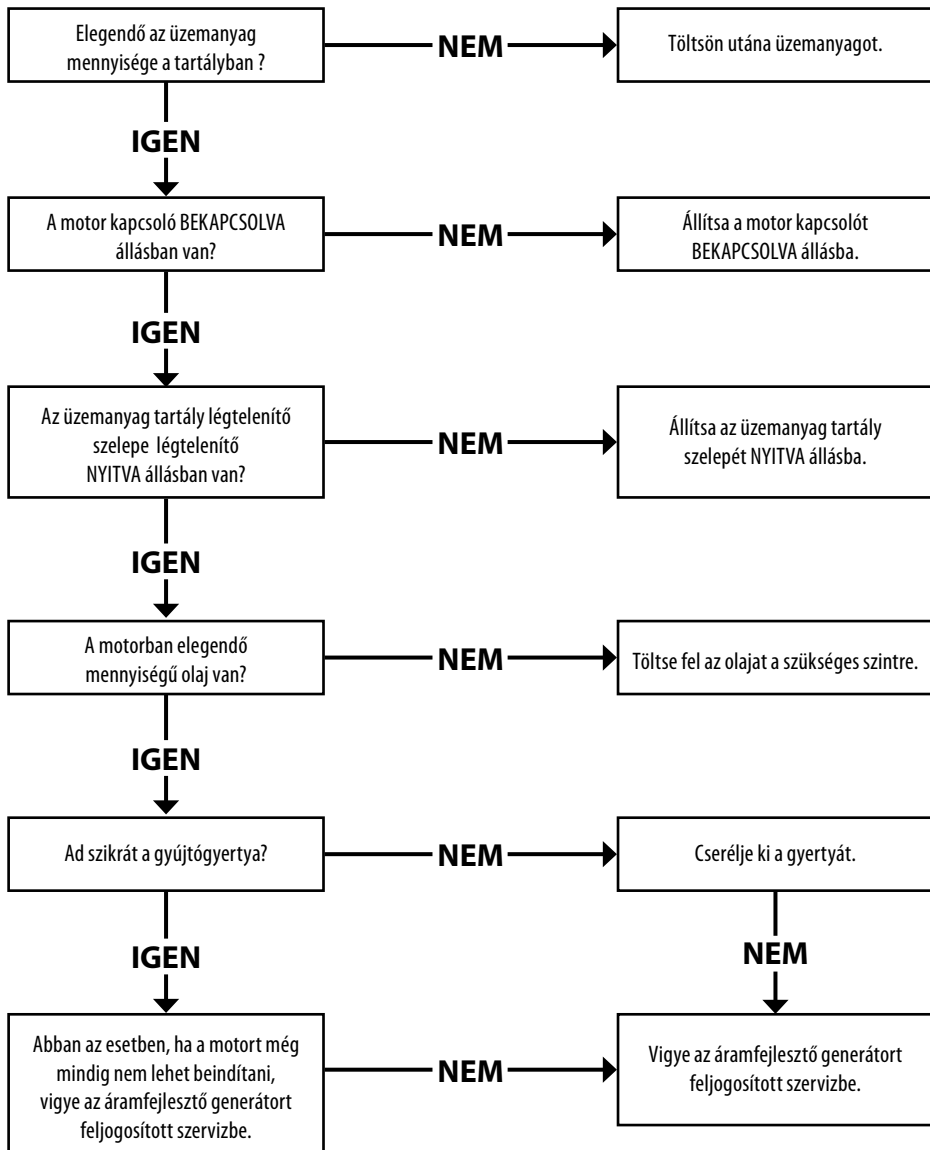 Elegendő az üzemanyag
mennyisége a tartályban ?
NEM
Töltsön utána üzemanyagot.
IGEN
A motor kapcsoló BEKAPCSOLVA
állásban van?
NEM
Állítsa a motor kapcsolót
BEKAPCSOLVA állásba.
IGEN
Az üzemanyag tartály légtelenítő
szelepe légtelenítő
NYITVA állásban van?
NEM
Állítsa az üzemanyag tartály
szelepét NYITVA állásba.
IGEN
A motorban elegendő
mennyiségű olaj van?
NEM
Töltse fel az olajat a szükséges szintre.
IGEN
Ad szikrát a gyújtógyertya?
NEM
Cserélje ki a gyertyát.
IGEN
NEM
Abban az esetben, ha a motort még
mindig nem lehet beindítani,
vigye az áramfejlesztő generátort
feljogosított szervizbe.
NEM
Vigye az áramfejlesztő generátort
feljogosított szervizbe.